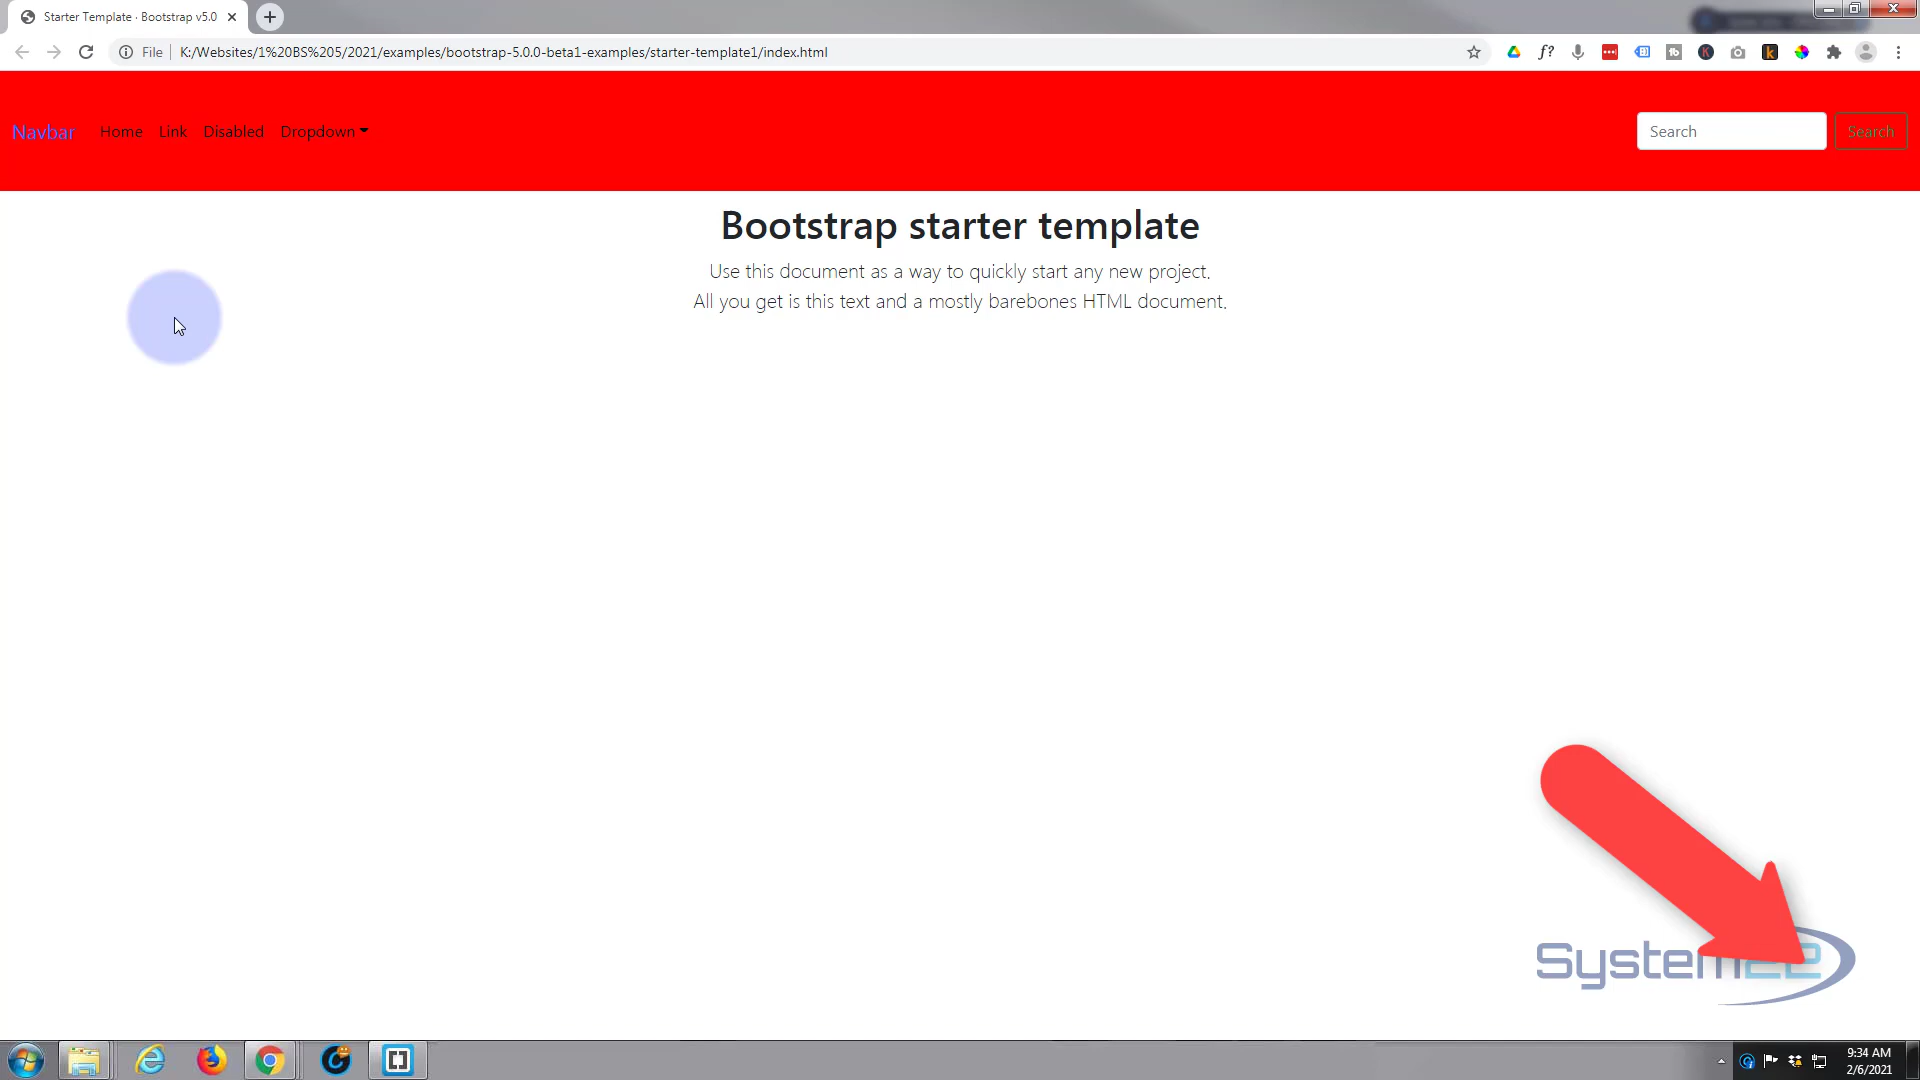 Starter Template · Bootstrap v5.0
File
K:/Websites/1%20BS%205/2021/examples/bootstrap-5.0.0-beta1-examples/starter-template1/index.html
Navbar Home Link Disabled Dropdown Search Search
Bootstrap starter template
Use this document as a way to quickly start any new project.
All you get is this text and a mostly barebones HTML document.
System22
9:34 AM
2/6/2021